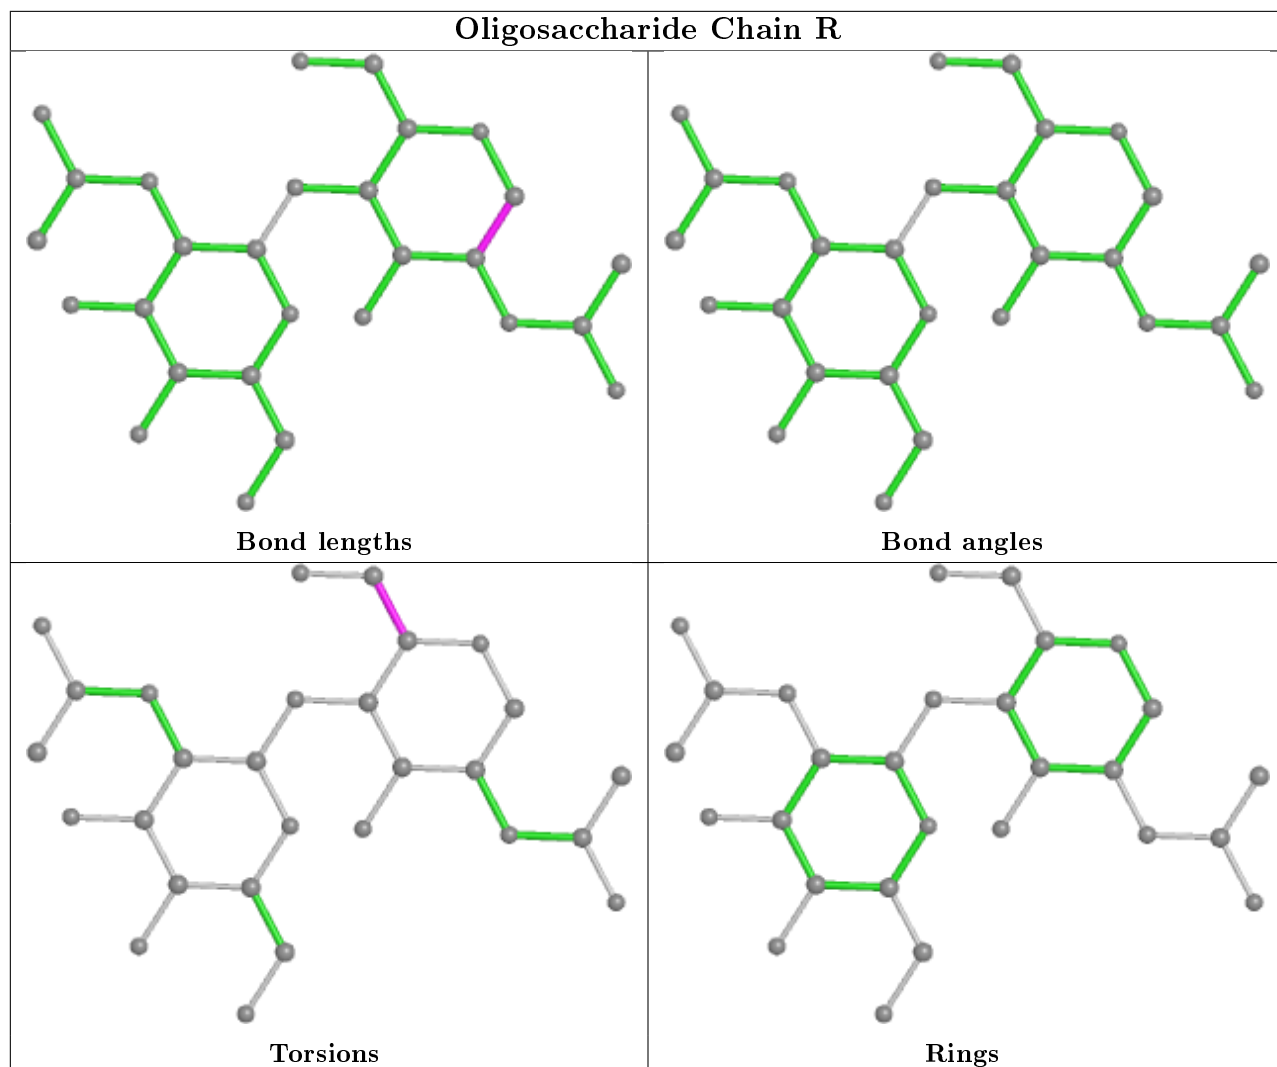 Oligosaccharide Chain R
Bond lengths
Bond angles
Torsions
Rings